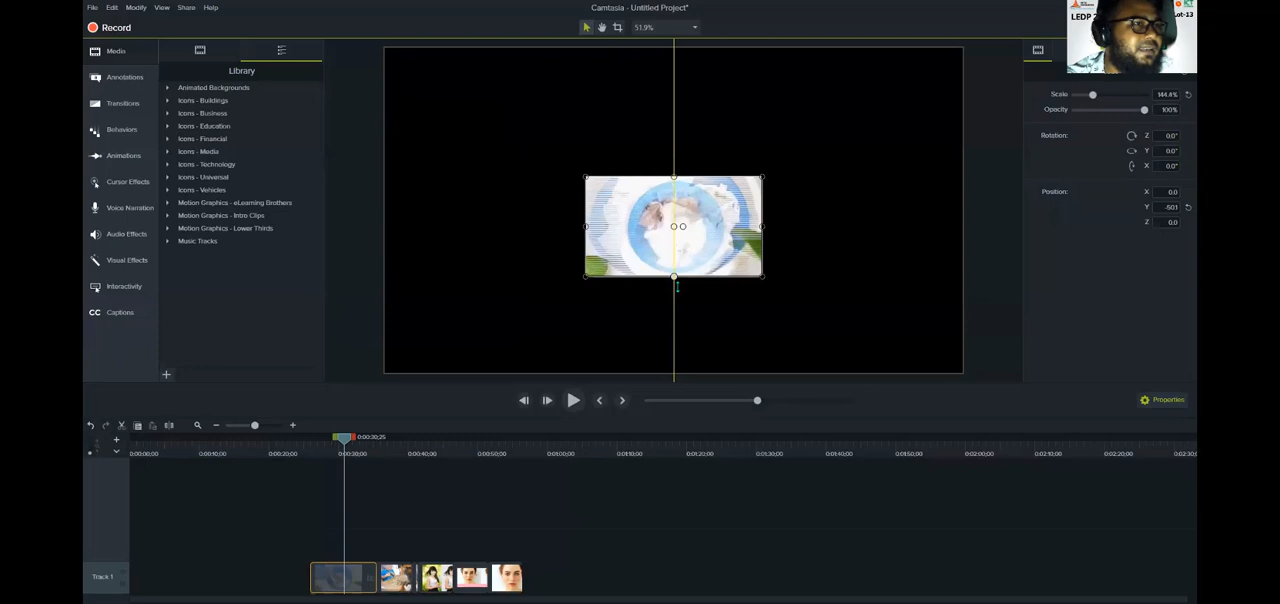 File Edit Modify View Share Help
Camtasia - Untitled Project*
Record
51.9%
LEDP
Lot-13
Media
Annotations
Transitions
Behaviors
Animations
Cursor Effects
Voice Narration
Audio Effects
Visual Effects
Interactivity
CC Captions
Library
Animated Backgrounds
Icons - Buildings
Icons - Business
Icons - Education
Icons - Financial
Icons - Media
Icons - Technology
Icons - Universal
Icons - Vehicles
Motion Graphics - eLearning Brothers
Motion Graphics - Intro Clips
Motion Graphics - Lower Thirds
Music Tracks
Scale 144.4%
Opacity 100%
Rotation: Z 0.0°
Y 0.0°
X 0.0°
Position: X 0.0
Y -50.1
Z 0.0
Properties
0:00:30;25
0:00:00;00 0:00:10;00 0:00:20;00 0:00:30;00 0:00:40;00 0:00:50;00 0:01:00;00 0:01:10;00 0:01:20;00 0:01:30;00 0:01:40;00 0:01:50;00 0:02:00;00 0:02:10;00 0:02:20;00
Track 1